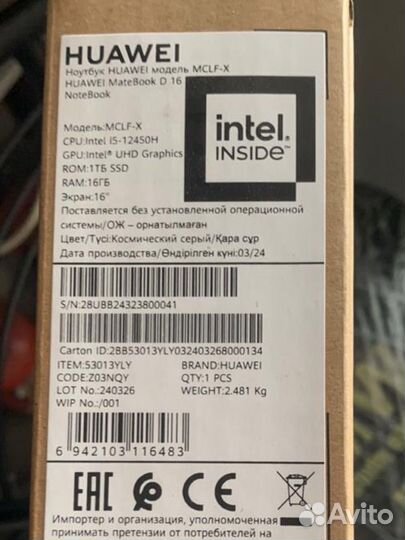 HUAWEI
Ноутбук HUAWEI модель MCLF-X
HUAWEI MateBook D 16
NoteBook
Модель:MCLF-X
CPU:Intel i5-12450H
GPU:Intel® UHD Graphics
ROM:1ТБ SSD
RAM:16ГБ
Экран:16"
intel.
INSIDE™
Поставляется без установленной операционной
системы/ОЖ – орнатылмаған
Цвет/Түсі:Космический серый/Қара сұр
Дата производства/Өндірілген күні:03/24
S/N:28UBB24323800041
Carton ID:2BB53013YLY032403268000134
ITEM:53013YLY
BRAND:HUAWEI
CODE:Z03NQY
QTY:1 PCS
LOT No.:240326
WEIGHT:2.481 Kg
WIP No.:/001
6 942103 116483
EAC
Импортер и организация, уполномоченная
принимать претензии от потребителей на
Avito